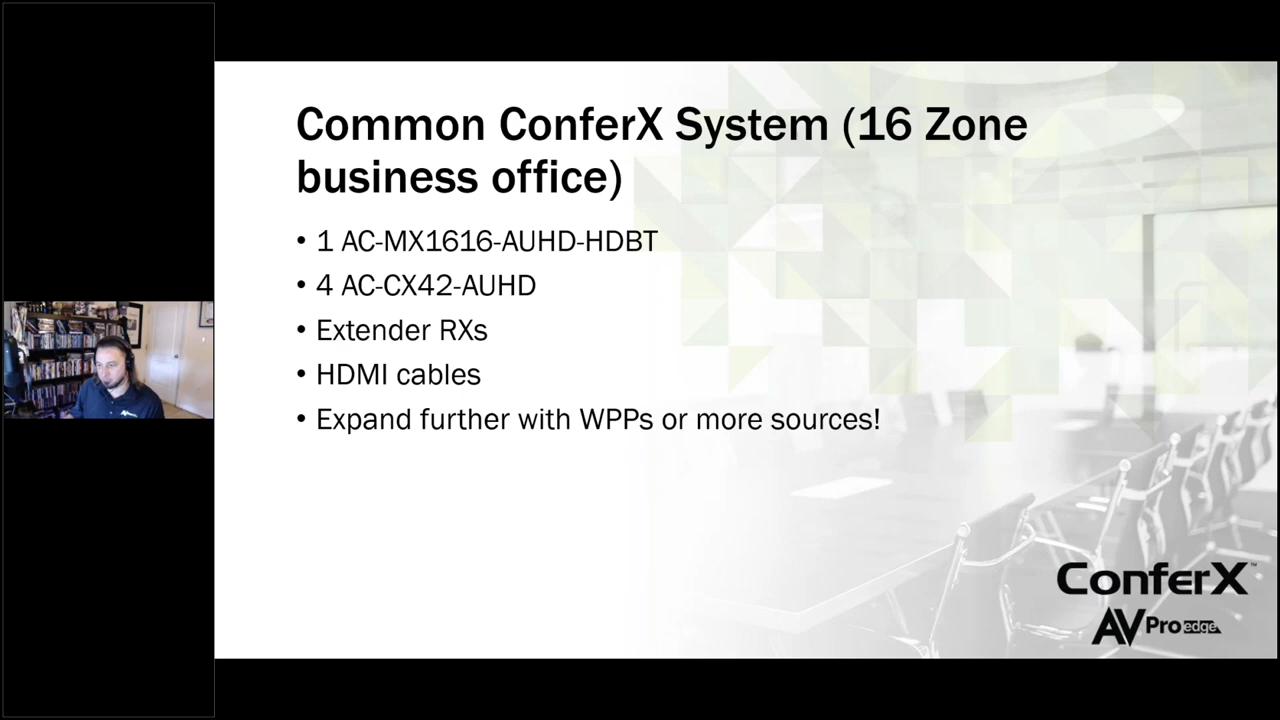 Common ConferX System (16 Zone
business office)
• 1 AC-MX1616-AUHD-HDBT
• 4 AC-CX42-AUHD
• Extender RXs
• HDMI cables
• Expand further with WPPs or more sources!
ConferX™
AVPro edge